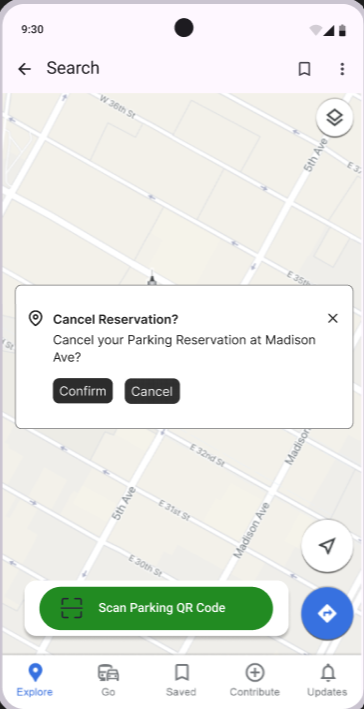 9:30
Search
W 36th St
5th Ave
E 35th St
Cancel Reservation?
Cancel your Parking Reservation at Madison
Ave?
Confirm
Cancel
E 32nd St
Madison
5th Ave
E 31st St
Madison Ave
E 30th St
Scan Parking QR Code
Explore
Go
Saved
Contribute
Updates